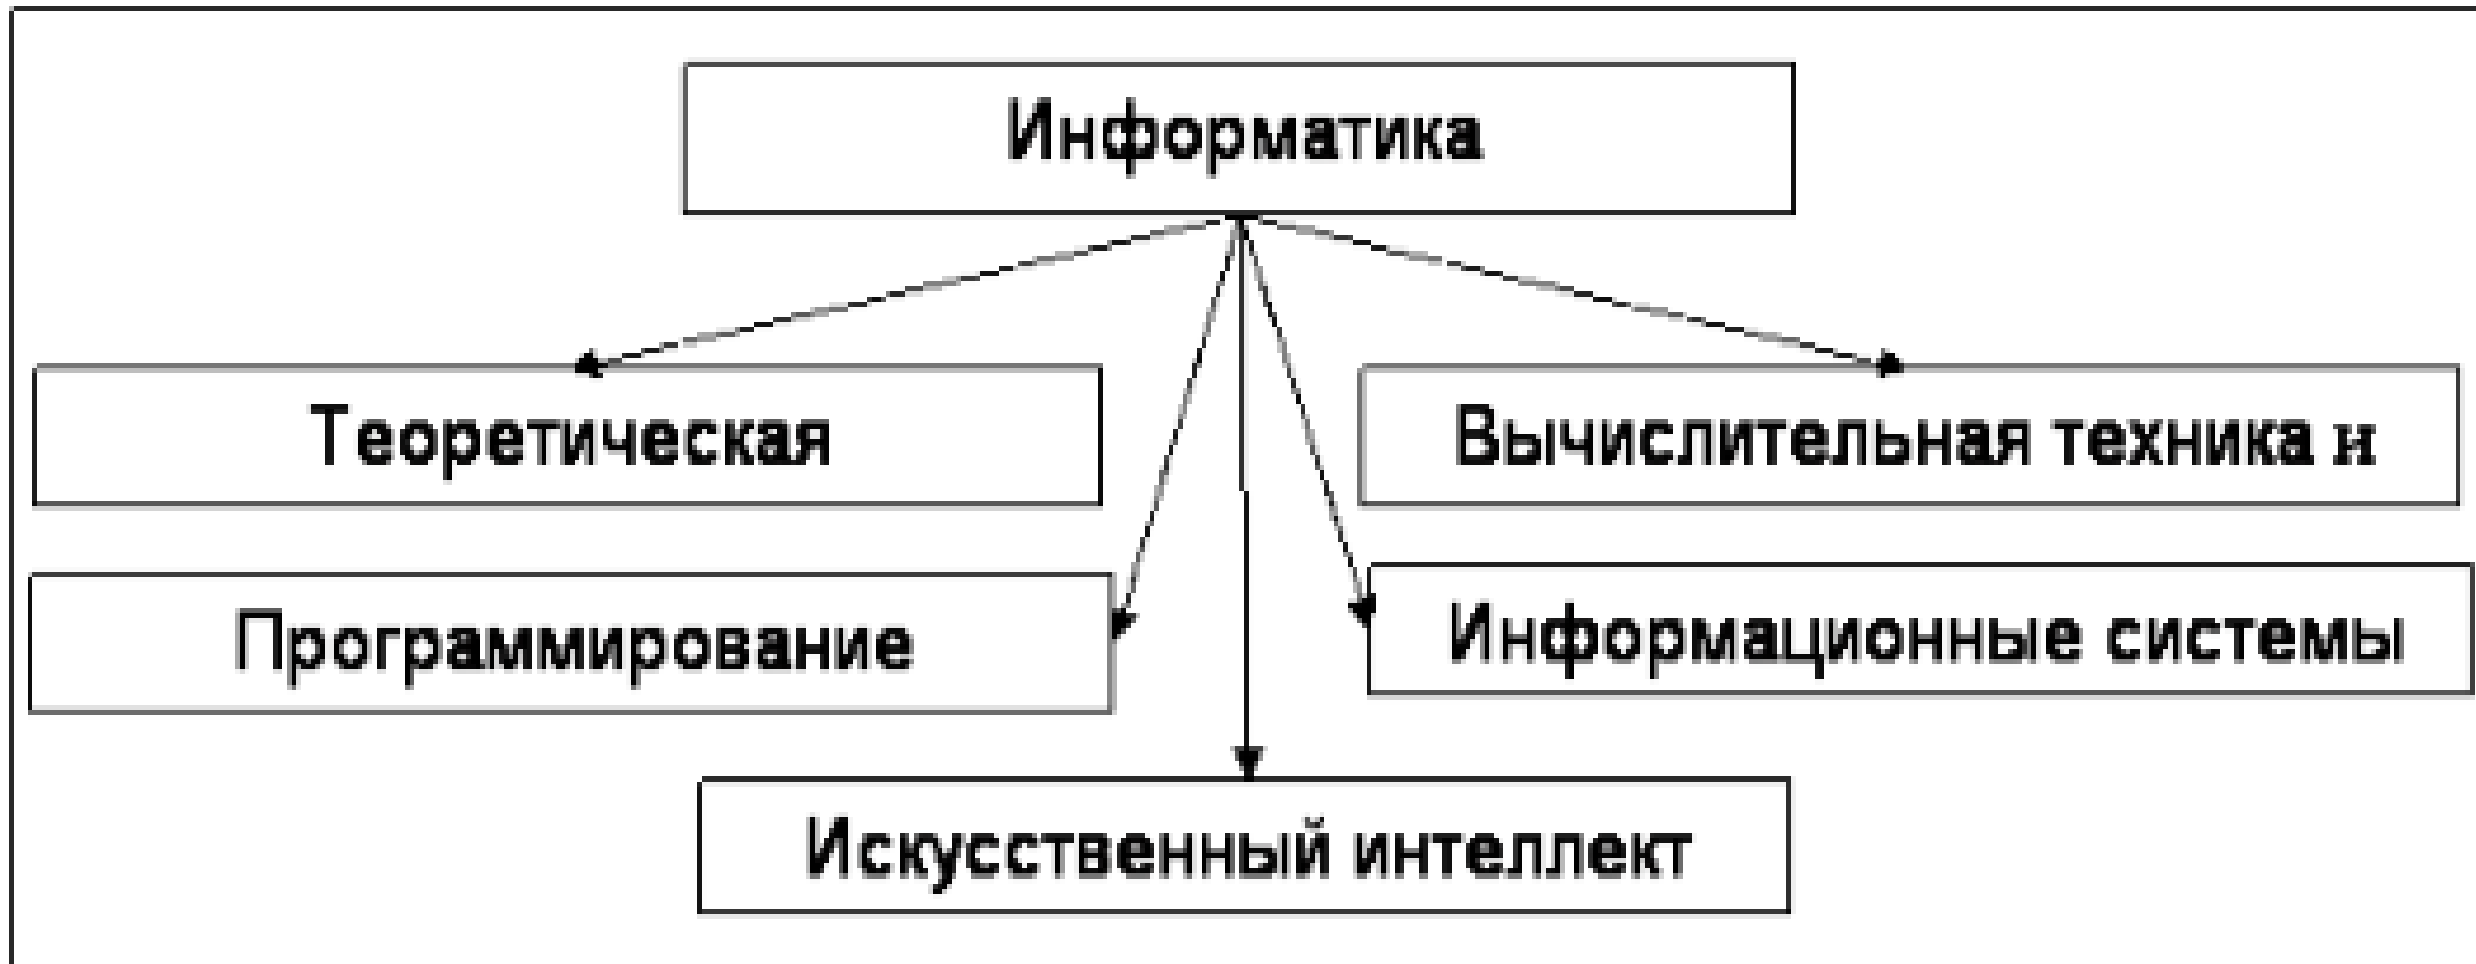 Информатика
Теоретическая
Вычислительная техника и
Программирование
Информационные системы
Искусственный интеллект